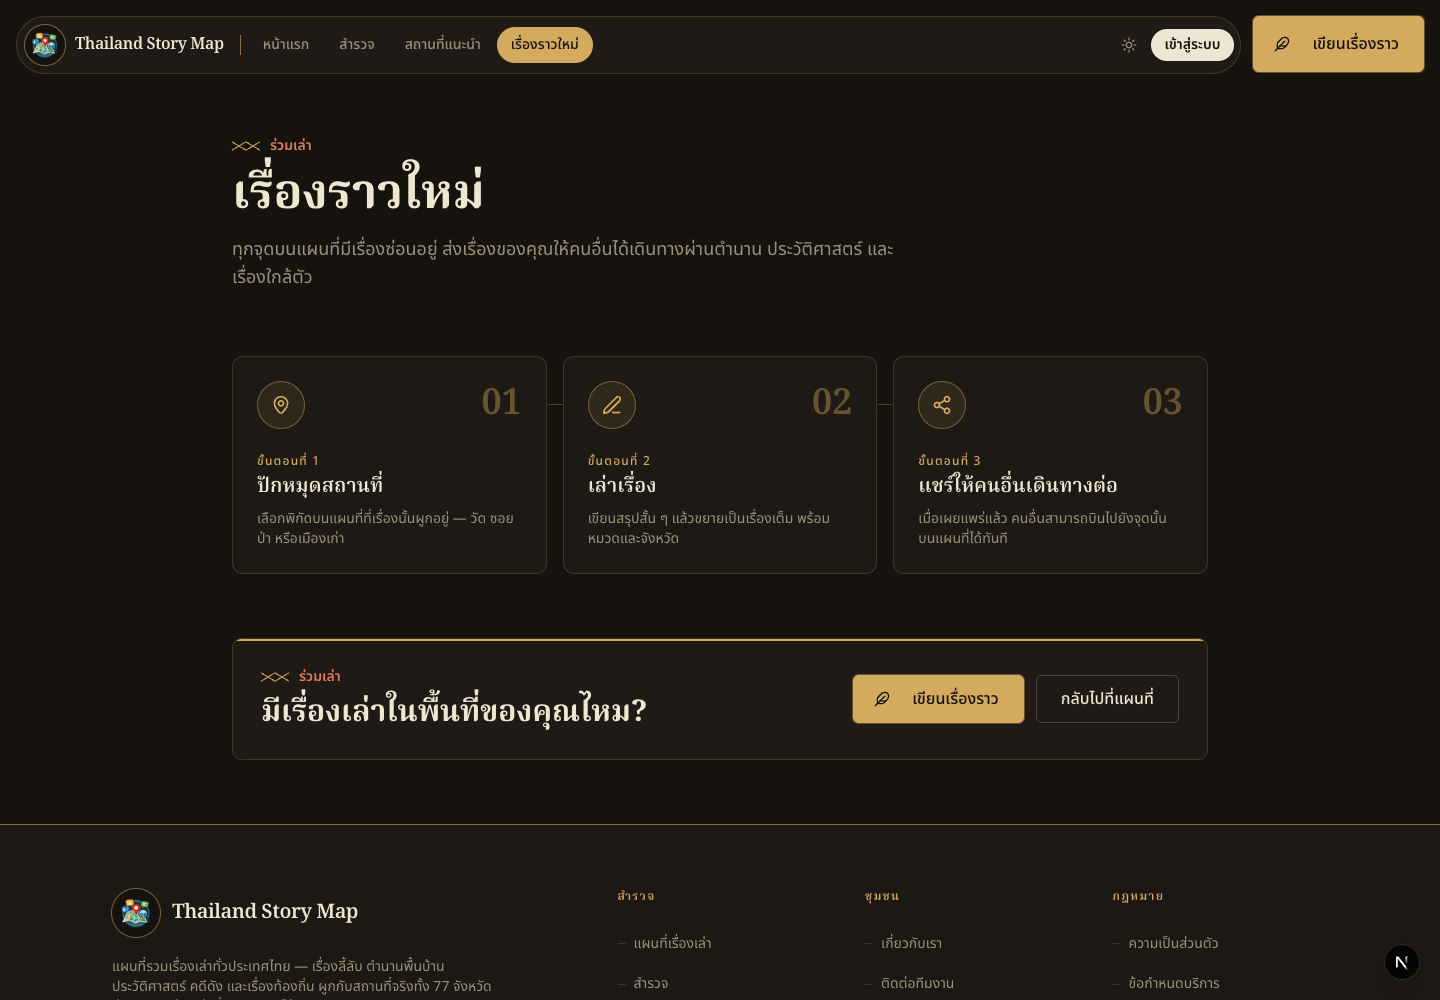 Thailand Story Map
หน้าแรก
สำรวจ
สถานที่แนะนำ
เรื่องราวใหม่
เข้าสู่ระบบ
เขียนเรื่องราว
ร่วมเล่า
เรื่องราวใหม่
ทุกจุดบนแผนที่มีเรื่องซ่อนอยู่ ส่งเรื่องของคุณให้คนอื่นได้เดินทางผ่านตำนาน ประวัติศาสตร์ และ
เรื่องใกล้ตัว
01
ขั้นตอนที่ 1
ปักหมุดสถานที่
เลือกพิกัดบนแผนที่ที่เรื่องนั้นผูกอยู่ — วัด ซอย
ป่า หรือเมืองเก่า
02
ขั้นตอนที่ 2
เล่าเรื่อง
เขียนสรุปสั้น ๆ แล้วขยายเป็นเรื่องเต็ม พร้อม
หมวดและจังหวัด
03
ขั้นตอนที่ 3
แชร์ให้คนอื่นเดินทางต่อ
เมื่อเผยแพร่แล้ว คนอื่นสามารถบินไปยังจุดนั้น
บนแผนที่ได้ทันที
ร่วมเล่า
มีเรื่องเล่าในพื้นที่ของคุณไหม?
เขียนเรื่องราว
กลับไปที่แผนที่
Thailand Story Map
แผนที่รวมเรื่องเล่าทั่วประเทศไทย — เรื่องลี้ลับ ตำนานพื้นบ้าน
ประวัติศาสตร์ คดีดัง และเรื่องท้องถิ่น ผูกกับสถานที่จริงทั้ง 77 จังหวัด
สำรวจ
— แผนที่เรื่องเล่า
— สำรวจ
ชุมชน
— เกี่ยวกับเรา
— ติดต่อทีมงาน
กฎหมาย
— ความเป็นส่วนตัว
— ข้อกำหนดบริการ
N